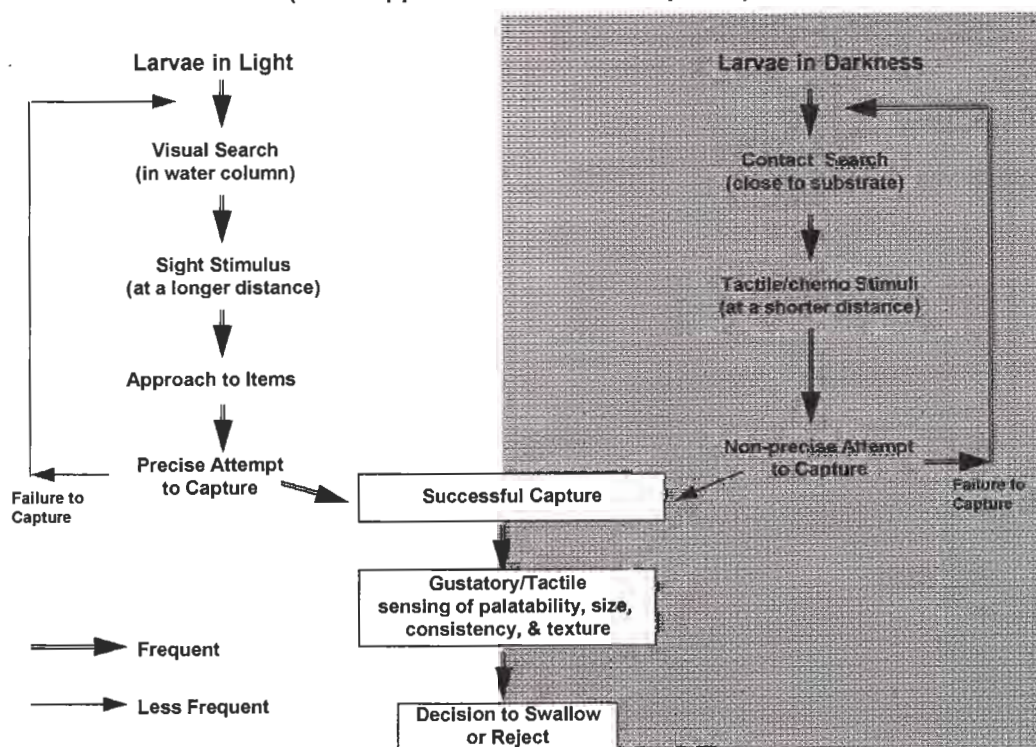 Larvae in Light
Visual Search
(in water column)
Sight Stimulus
(at a longer distance)
Approach to Items
Precise Attempt
to Capture
Failure to
Capture
Larvae in Darkness
Contact Search
(close to substrate)
Tactile/chemo Stimuli
(at a shorter distance)
Non-precise Attempt
to Capture
Failure to
Capture
Successful Capture
Gustatory/Tactile
sensing of palatability, size,
consistency, & texture
Decision to Swallow
or Reject
Frequent
Less Frequent